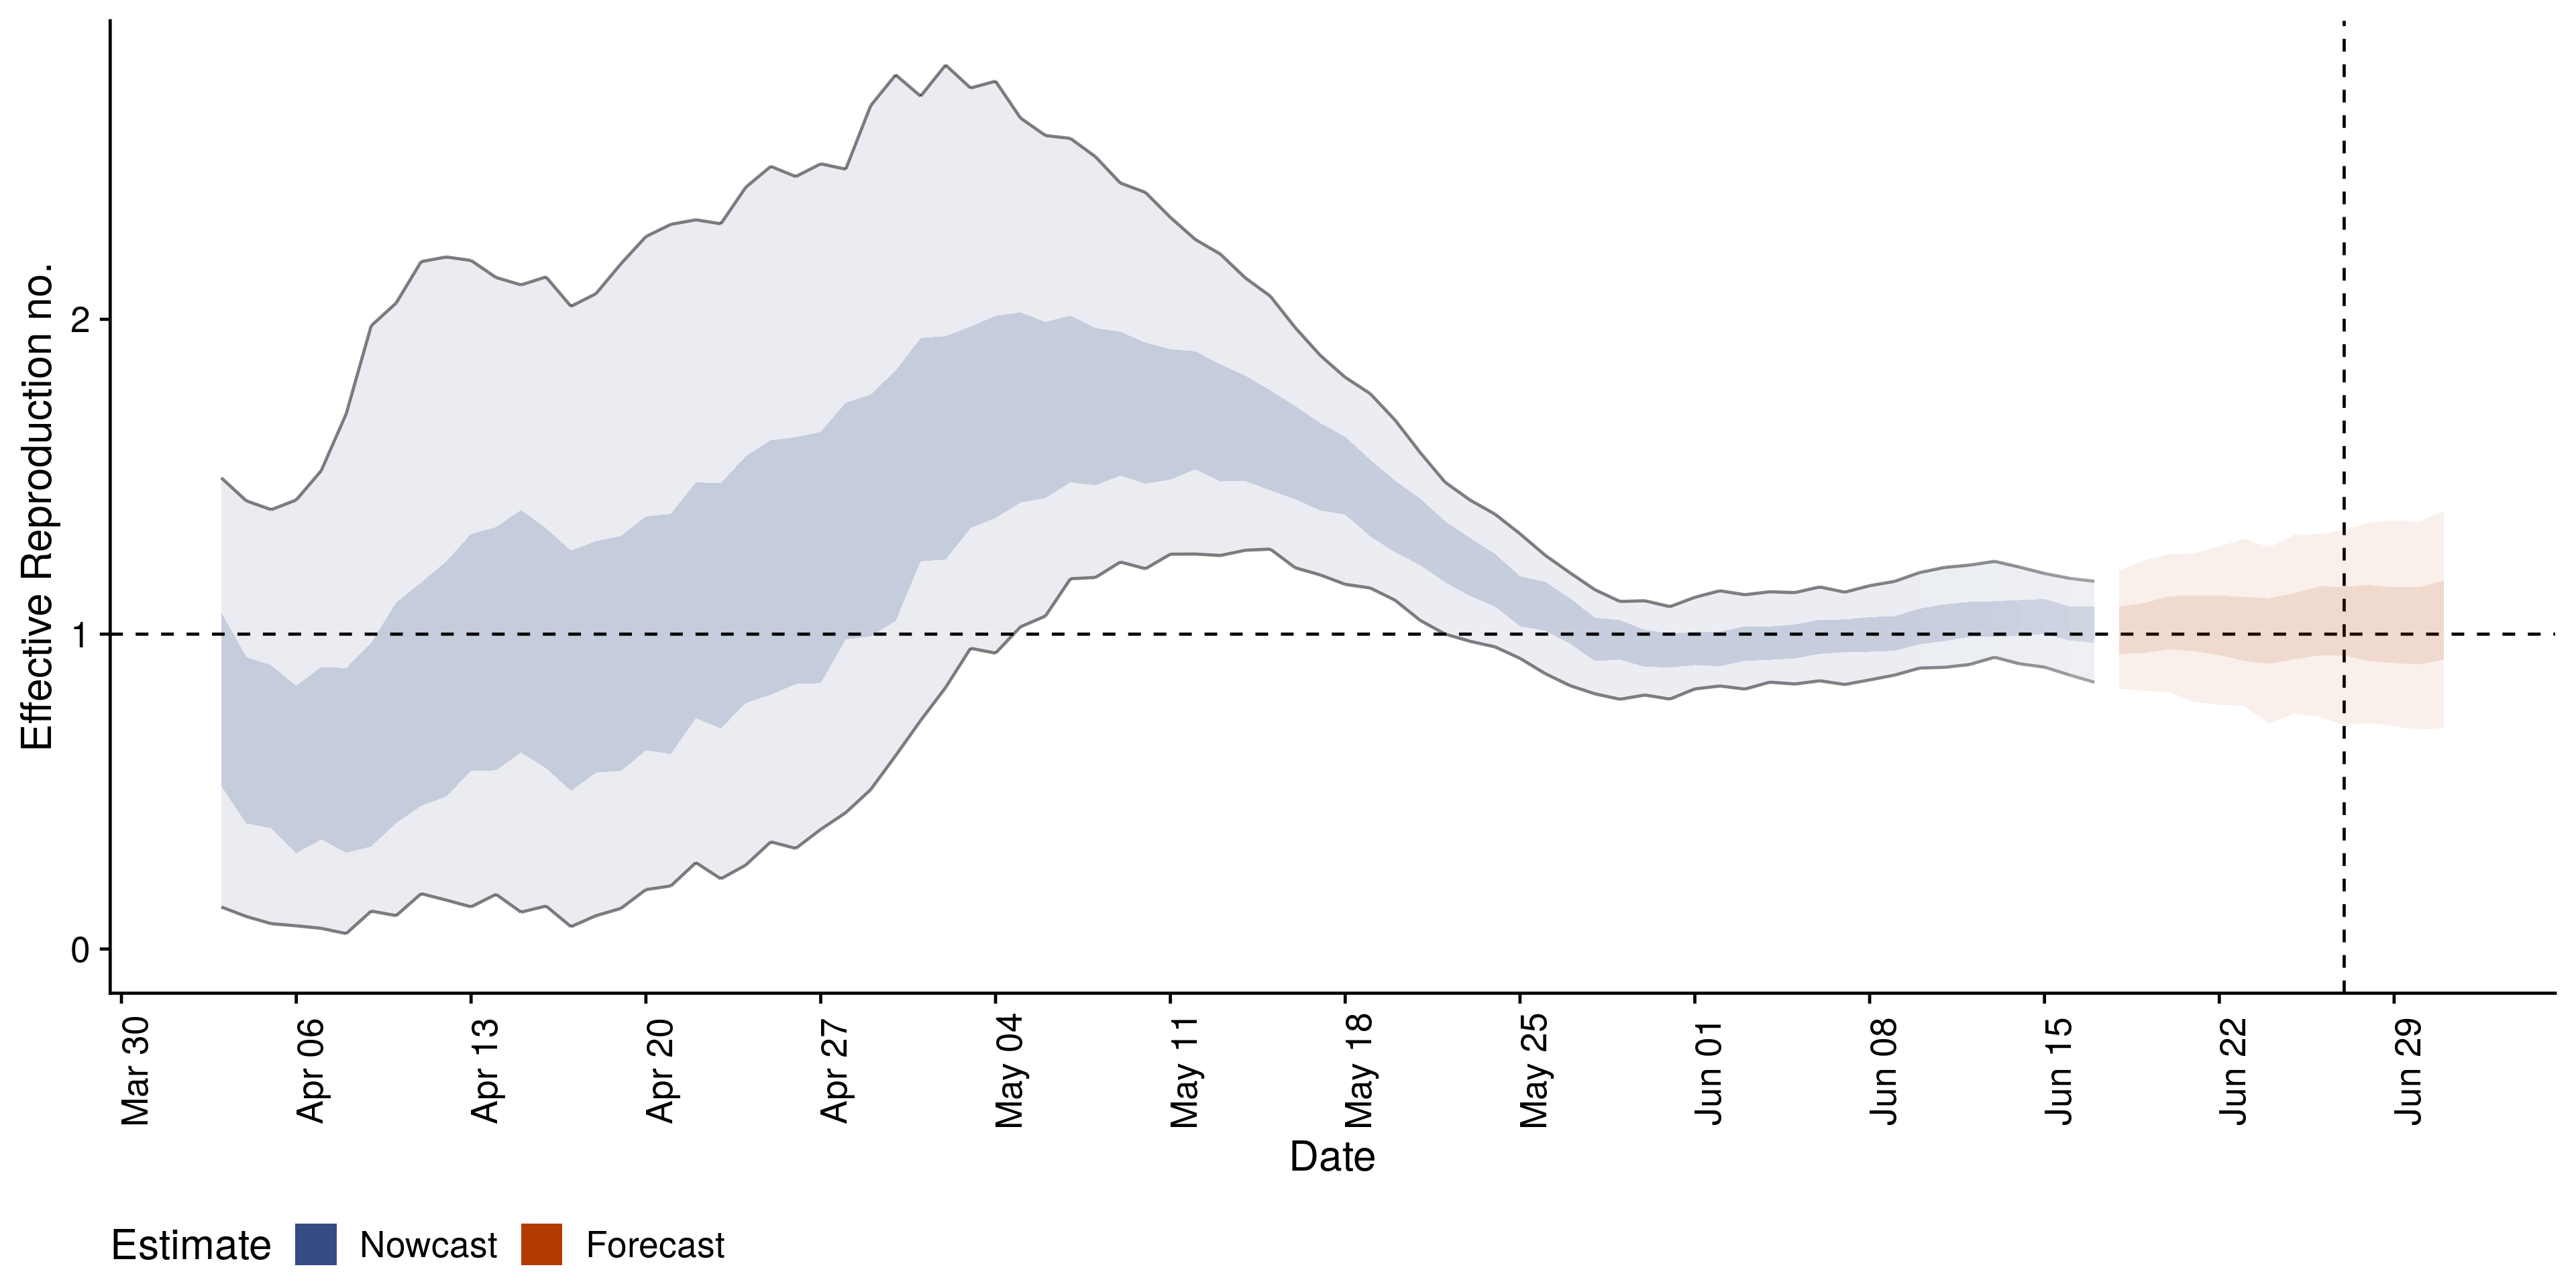 Effective Reproduction no.
2
1
0
Mar 30
Apr 06
Apr 13
Apr 20
Apr 27
May 04
May 11
May 18
May 25
Jun 01
Jun 08
Jun 15
Jun 22
Jun 29
Date
Estimate Nowcast Forecast